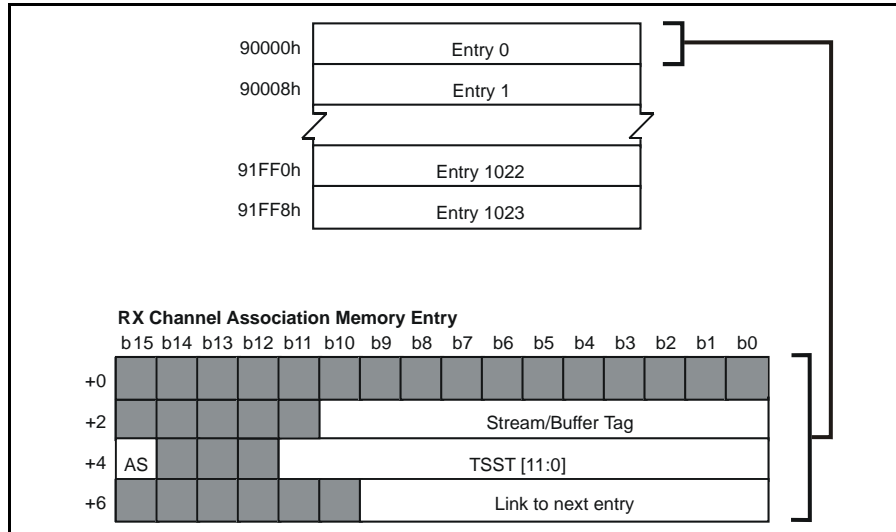 90000h Entry 0
90008h Entry 1
91FF0h Entry 1022
91FF8h Entry 1023
RX Channel Association Memory Entry
b15 b14 b13 b12 b11 b10 b9 b8 b7 b6 b5 b4 b3 b2 b1 b0
+0
+2 Stream/Buffer Tag
+4 AS TSST [11:0]
+6 Link to next entry